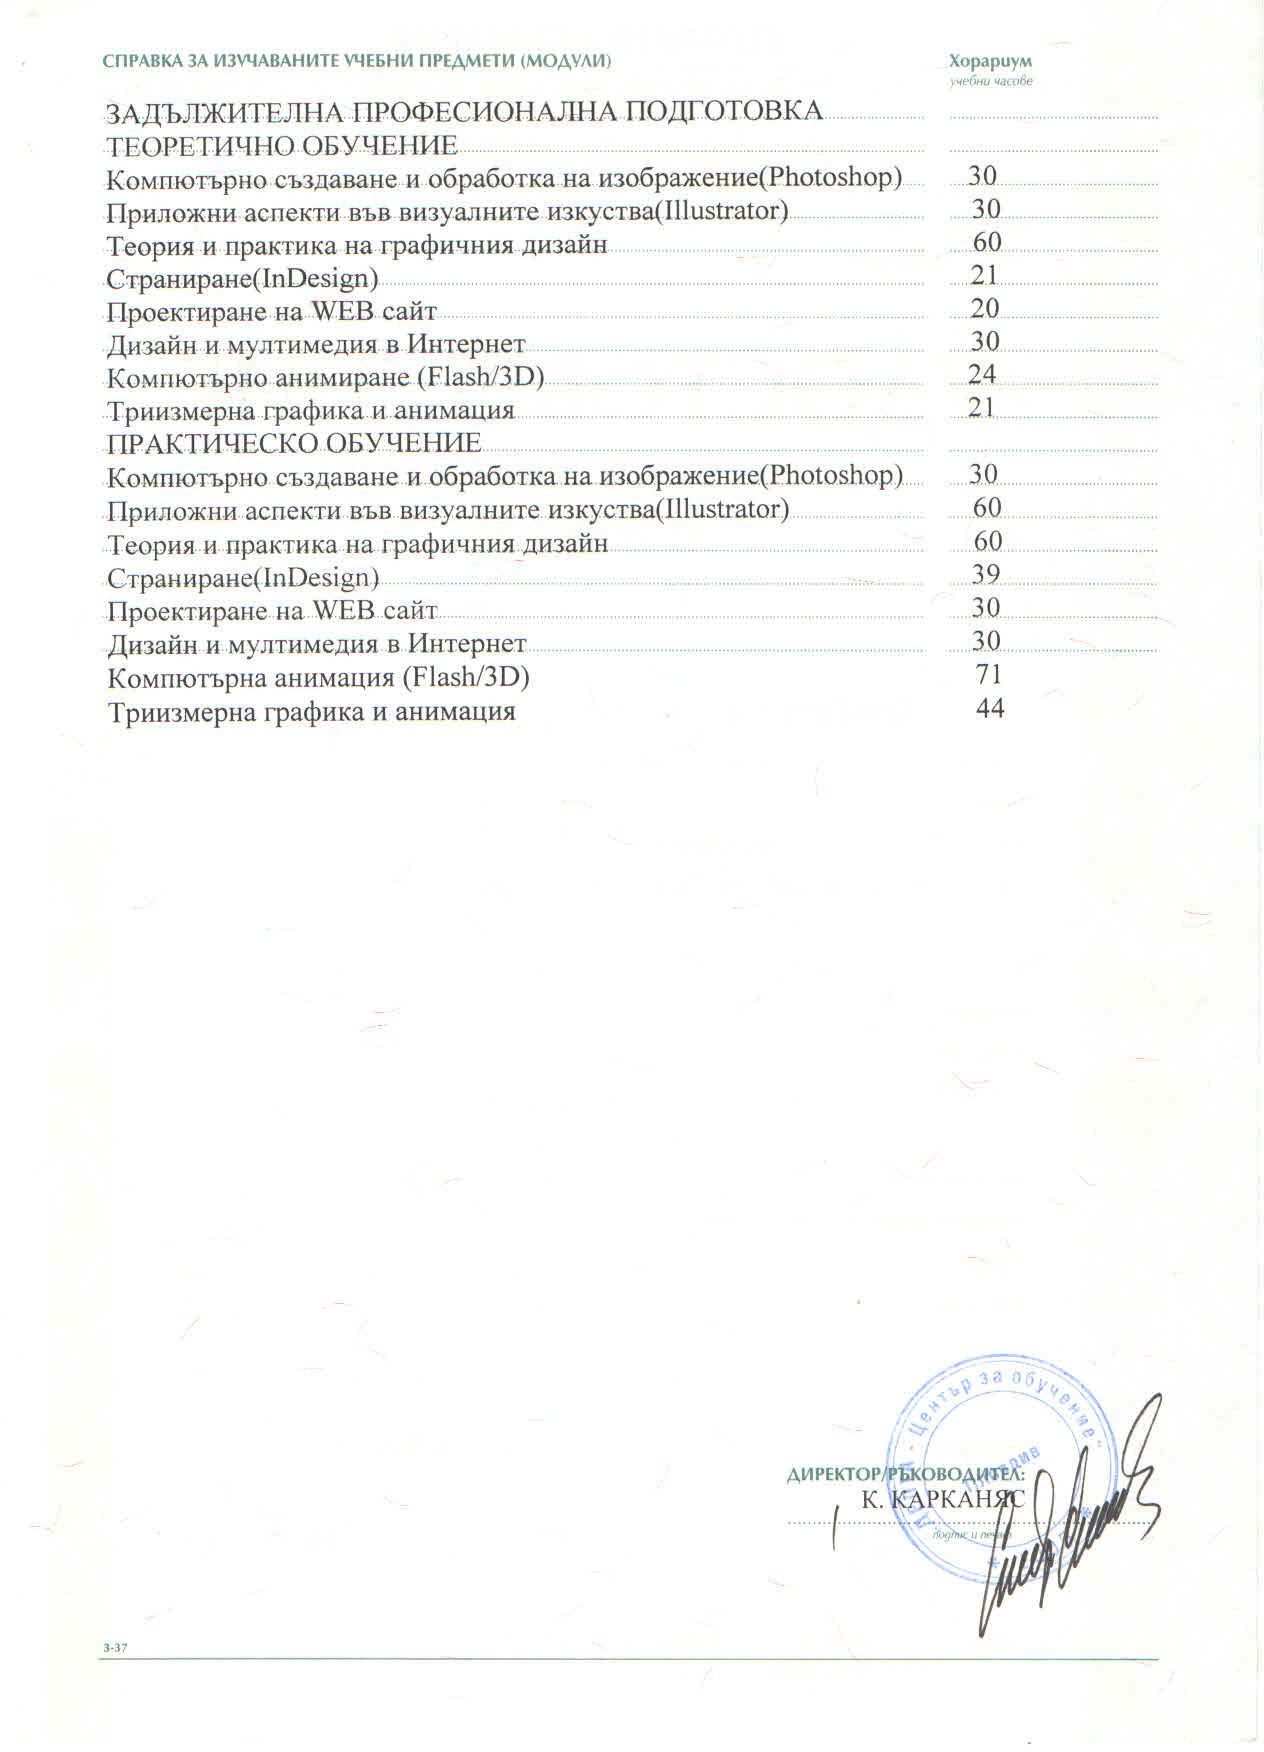 СПРАВКА ЗА ИЗУЧАВАНИТЕ УЧЕБНИ ПРЕДМЕТИ (МОДУЛИ) Хорариум
учебни часове
ЗАДЪЛЖИТЕЛНА ПРОФЕСИОНАЛНА ПОДГОТОВКА
ТЕОРЕТИЧНО ОБУЧЕНИЕ
Компютърно създаване и обработка на изображение(Photoshop) 30
Приложни аспекти във визуалните изкуства(Illustrator) 30
Теория и практика на графичния дизайн 60
Страниране(InDesign) 21
Проектиране на WEB сайт 20
Дизайн и мултимедия в Интернет 30
Компютърно анимиране (Flash/3D) 24
Триизмерна графика и анимация 21
ПРАКТИЧЕСКО ОБУЧЕНИЕ
Компютърно създаване и обработка на изображение(Photoshop) 30
Приложни аспекти във визуалните изкуства(Illustrator) 60
Теория и практика на графичния дизайн 60
Страниране(InDesign) 39
Проектиране на WEB сайт 30
Дизайн и мултимедия в Интернет 30
Компютърна анимация (Flash/3D) 71
Триизмерна графика и анимация 44
- Център за обучение"
Пловдив
ДИРЕКТОР/РЪКОВОДИТЕЛ:
К. КАРКАНЯС
подпис и печат
3-37